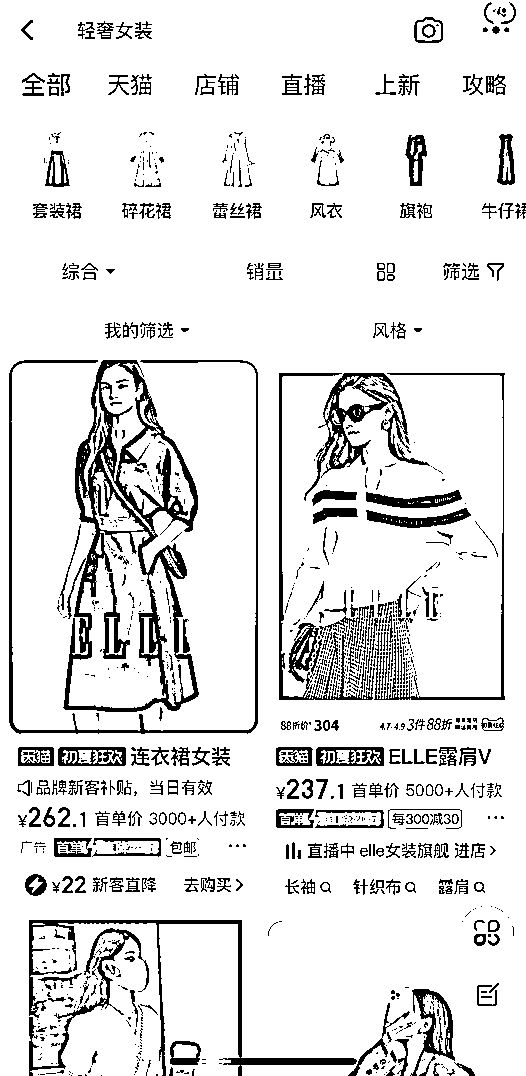 轻奢女装
全部 天猫 店铺 直播 上新 攻略
套装裙 碎花裙 蕾丝裙 风衣 旗袍 牛仔裙
综合 销量 筛选
我的筛选 风格
ELLE
88折价 304 4.7-4.9 3件88折
天猫 初夏狂欢 连衣裙女装
品牌新客补贴，当日有效
¥262.1 首单价 3000+人付款
广告 包邮 ...
¥22 新客直降 去购买>
天猫 初夏狂欢 ELLE露肩V
¥237.1 首单价 5000+人付款
每300减30 ...
直播中 elle女装旗舰 进店>
长袖 针织布 露肩